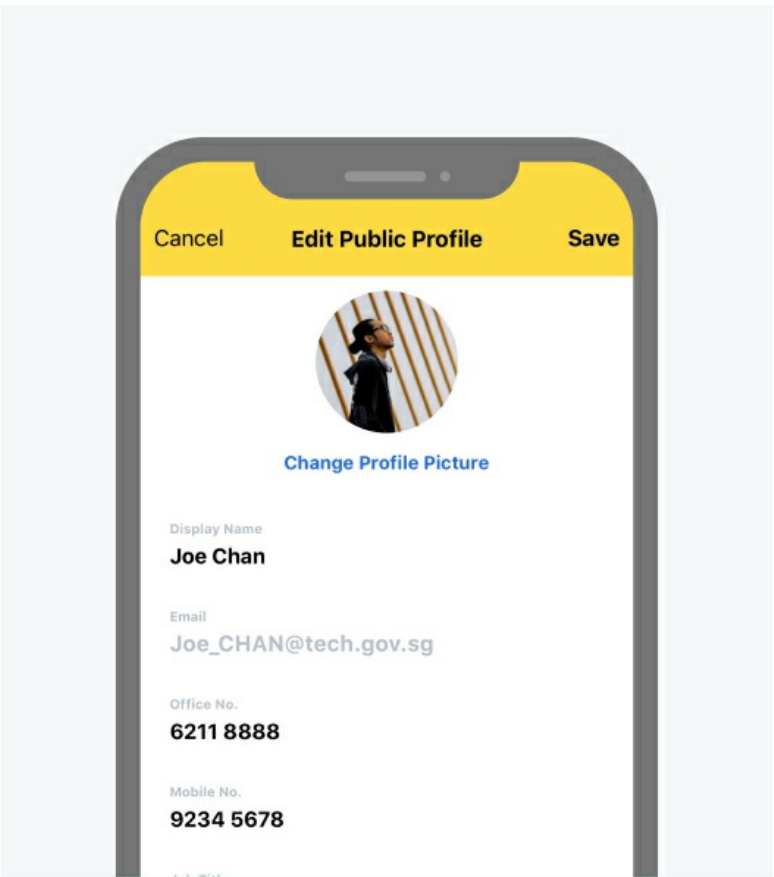 Cancel Edit Public Profile Save
Change Profile Picture
Display Name
Joe Chan
Email
Joe_CHAN@tech.gov.sg
Office No.
6211 8888
Mobile No.
9234 5678